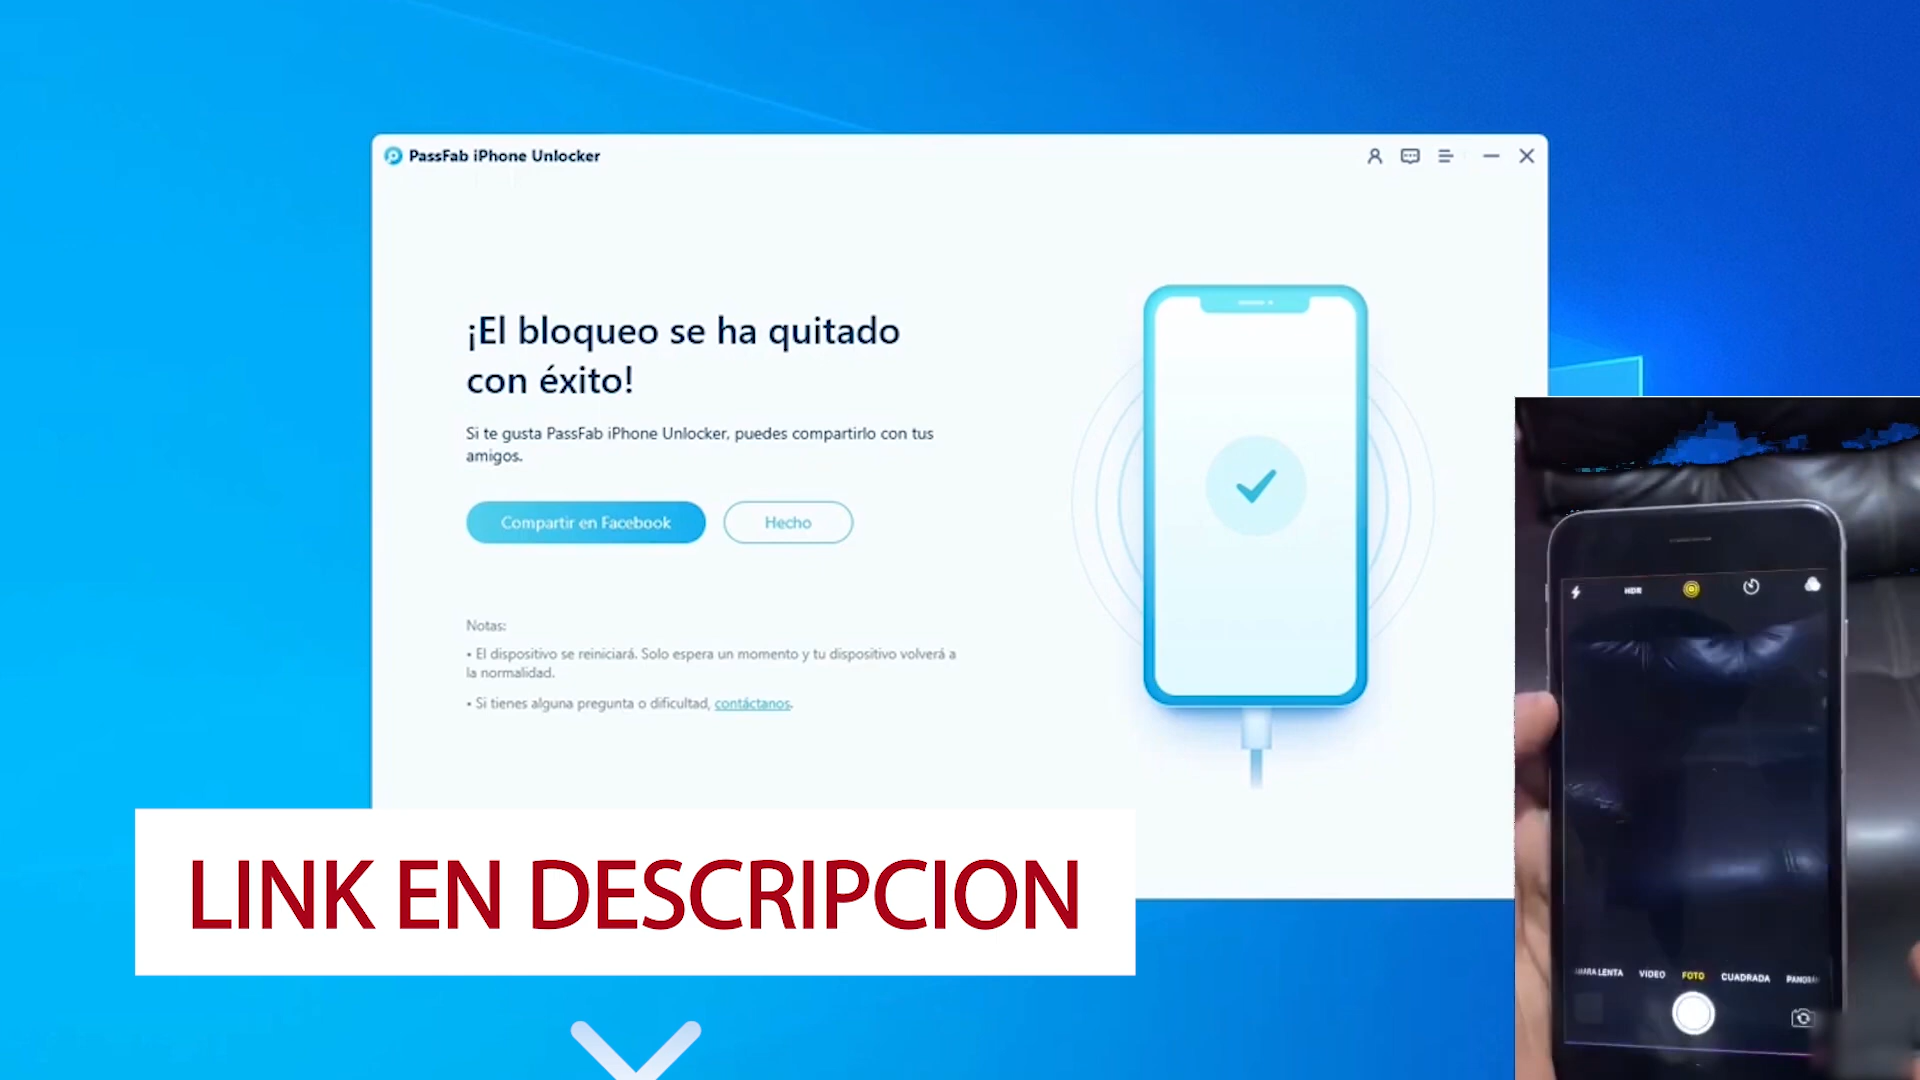 PassFab iPhone Unlocker
¡El bloqueo se ha quitado
con éxito!
Si te gusta PassFab iPhone Unlocker, puedes compartirlo con tus
amigos.
Compartir en Facebook
Hecho
Notas:
• El dispositivo se reiniciará. Solo espera un momento y tu dispositivo volverá a
la normalidad.
• Si tienes alguna pregunta o dificultad, contáctanos.
LINK EN DESCRIPCION
HDR
LENTA VIDEO FOTO CUADRADA